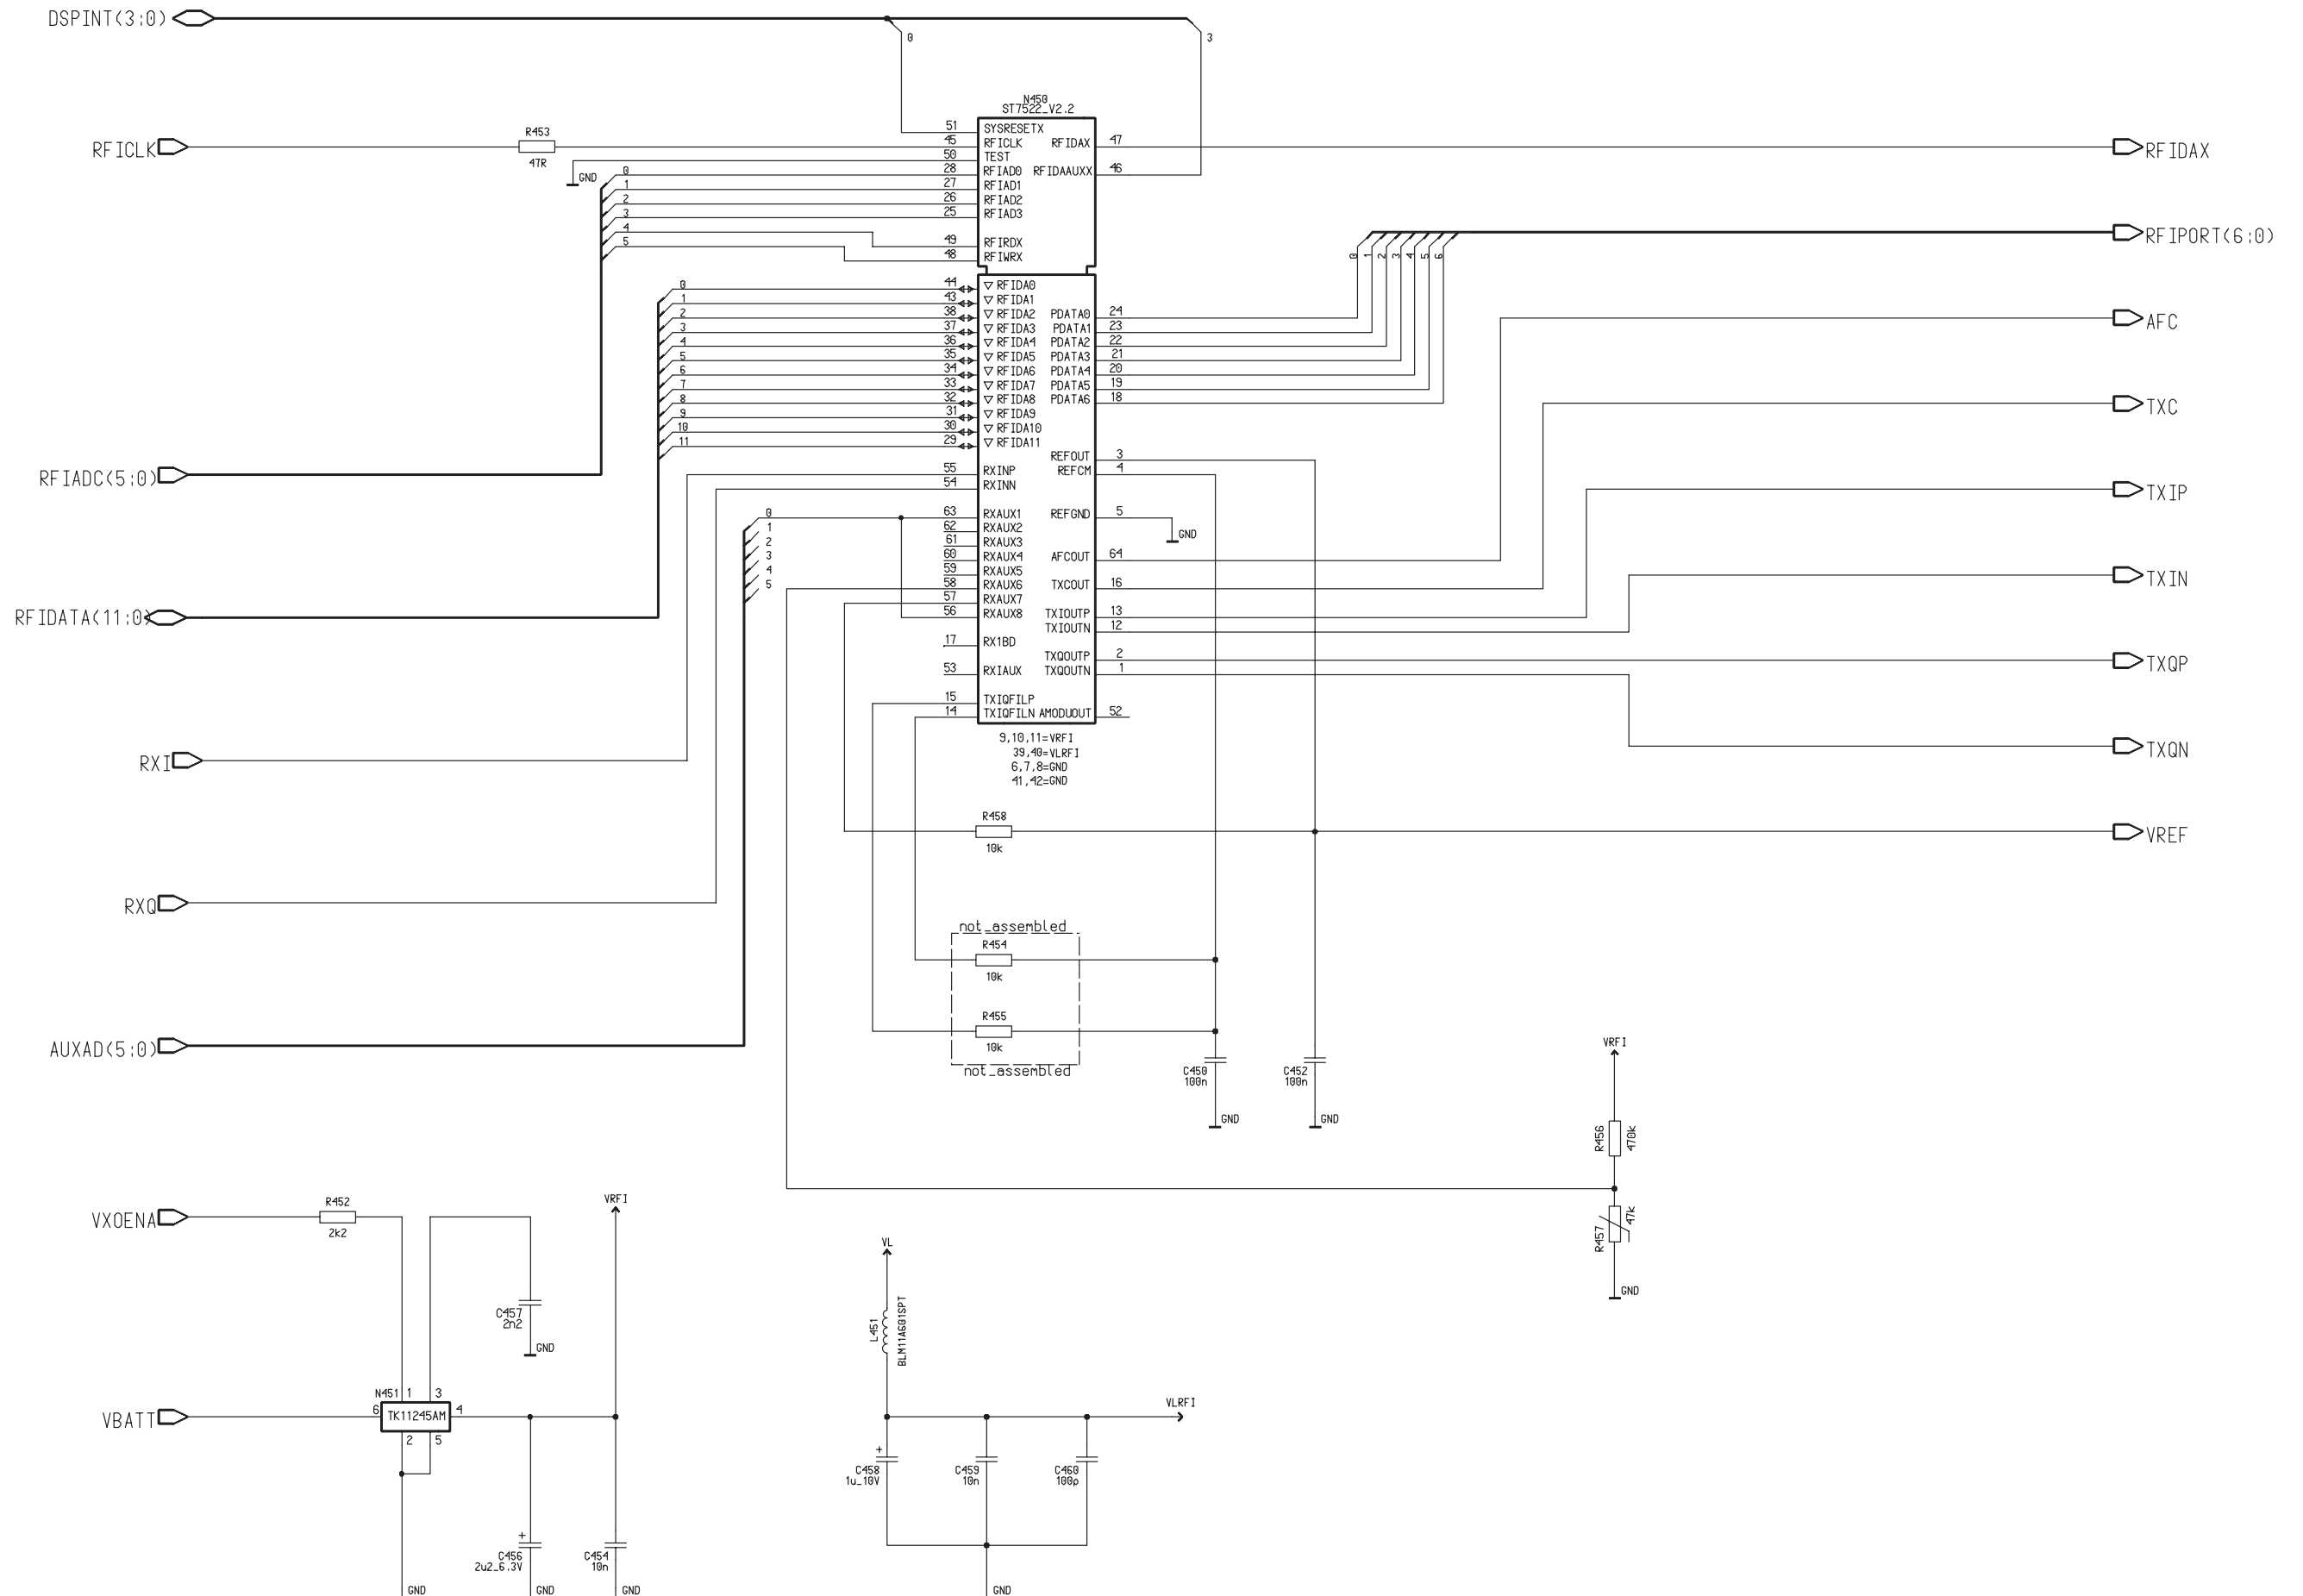 DSPINT(3:0)
0
3
N450
ST7522_V2.2
RFICLK
R453
47R
GND
51 SYSRESETX
45 RFICLK RFIDAX 47
50 TEST
0 28 RFIAD0 RFIDAAUXX 46
1 27 RFIAD1
2 26 RFIAD2
3 25 RFIAD3
4 49 RFIRDX
5 48 RFIWRX
RFIDAX
RFIPORT(6:0)
0 1 2 3 4 5 6
0 44 RFIDA0
1 43 RFIDA1
2 38 RFIDA2 PDATA0 24
3 37 RFIDA3 PDATA1 23
4 36 RFIDA4 PDATA2 22
5 35 RFIDA5 PDATA3 21
6 34 RFIDA6 PDATA4 20
7 33 RFIDA7 PDATA5 19
8 32 RFIDA8 PDATA6 18
9 31 RFIDA9
10 30 RFIDA10
11 29 RFIDA11
AFC
TXC
REFOUT 3
RFIADC(5:0)
55 RXINP REFCM 4
54 RXINN
TXIP
0 63 RXAUX1 REFGND 5
GND
1 62 RXAUX2
2 61 RXAUX3
3 60 RXAUX4 AFCOUT 64
4 59 RXAUX5
5 58 RXAUX6 TXCOUT 16
57 RXAUX7
56 RXAUX8 TXIOUTP 13
TXIOUTN 12
TXIN
RFIDATA(11:0)
17 RX1BD
TXQOUTP 2
53 RXIAUX TXQOUTN 1
TXQP
15 TXIQFILP
14 TXIQFILN AMODUOUT 52
9,10,11=VRFI
39,40=VLRFI
6,7,8=GND
41,42=GND
RXI
TXQN
R458
10k
VREF
RXQ
not_assembled
R454
10k
R455
10k
not_assembled
AUXAD(5:0)
C450
100n
GND
C452
100n
GND
VRFI
R456
470k
R457
47k
GND
VXOENA
R452
2k2
VRFI
C457
2n2
GND
VL
L451
BLM11A601SPT
VBATT
N451 1 3
6 TK11245AM 4
2 5
VLRFI
C458
1u_10V
+
C459
10n
C460
100p
+
C456
2u2_6.3V
C454
10n
GND
GND
GND
GND